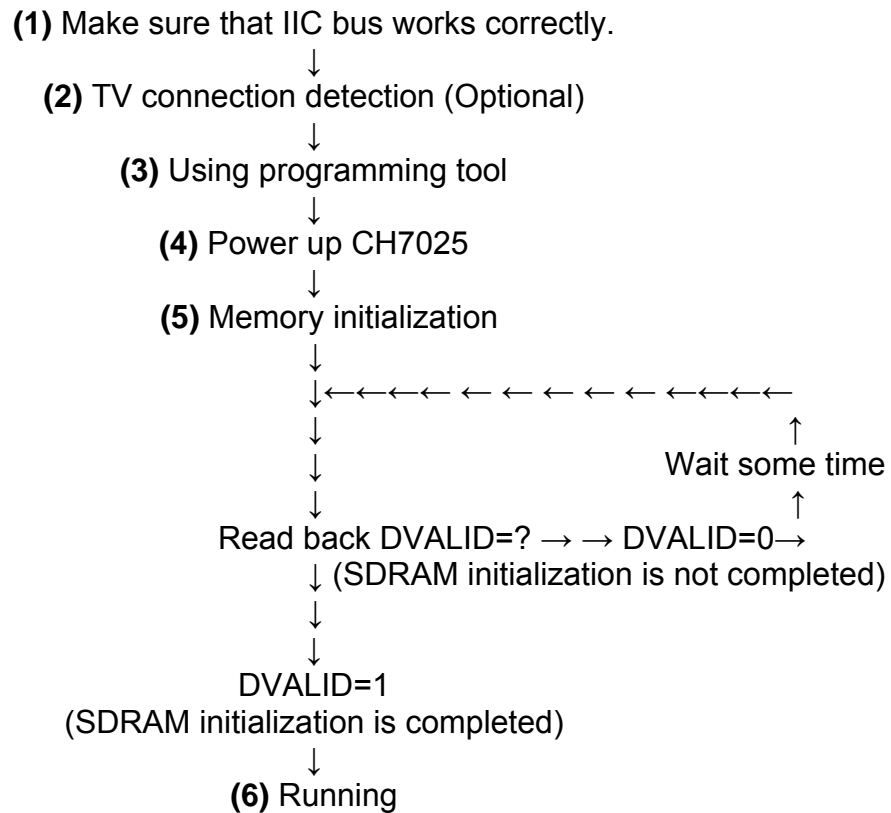 (1) Make sure that IIC bus works correctly.
↓
(2) TV connection detection (Optional)
↓
(3) Using programming tool
↓
(4) Power up CH7025
↓
(5) Memory initialization
↓
↓←←←← ← ← ← ← ← ←←←←
↓ ↑
↓ Wait some time
↓ ↑
Read back DVALID=? → → DVALID=0→
↓ (SDRAM initialization is not completed)
↓
↓
DVALID=1
(SDRAM initialization is completed)
↓
(6) Running